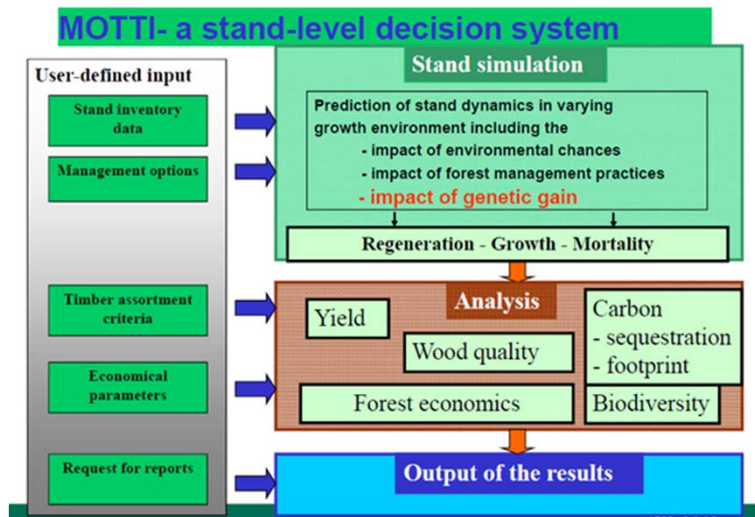 MOTTI- a stand-level decision system
User-defined input
Stand inventory
data
Management options
Timber assortment
criteria
Economical
parameters
Request for reports
Stand simulation
Prediction of stand dynamics in varying
growth environment including the
- impact of environmental chances
- impact of forest management practices
- impact of genetic gain
Regeneration - Growth - Mortality
Analysis
Yield
Wood quality
Carbon
- sequestration
- footprint
Forest economics
Biodiversity
Output of the results